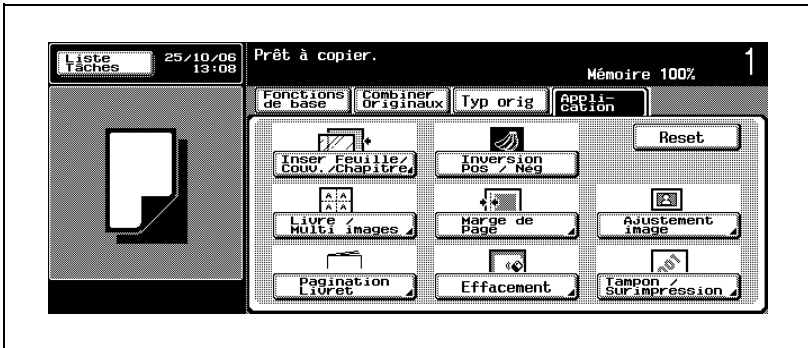 Liste
Tâches
25/10/06
13:08
Prêt à copier.
Mémoire 100%
1
Fonctions
de base
Combiner
Originaux
Typ orig
Appli-
cation
Reset
Inser Feuille/
Couv./Chapitre
Inversion
Pos / Nég
Livre /
Multi images
Marge de
Page
Ajustement
image
Pagination
Livret
Effacement
Tampon /
Surimpression
A A
A A
001